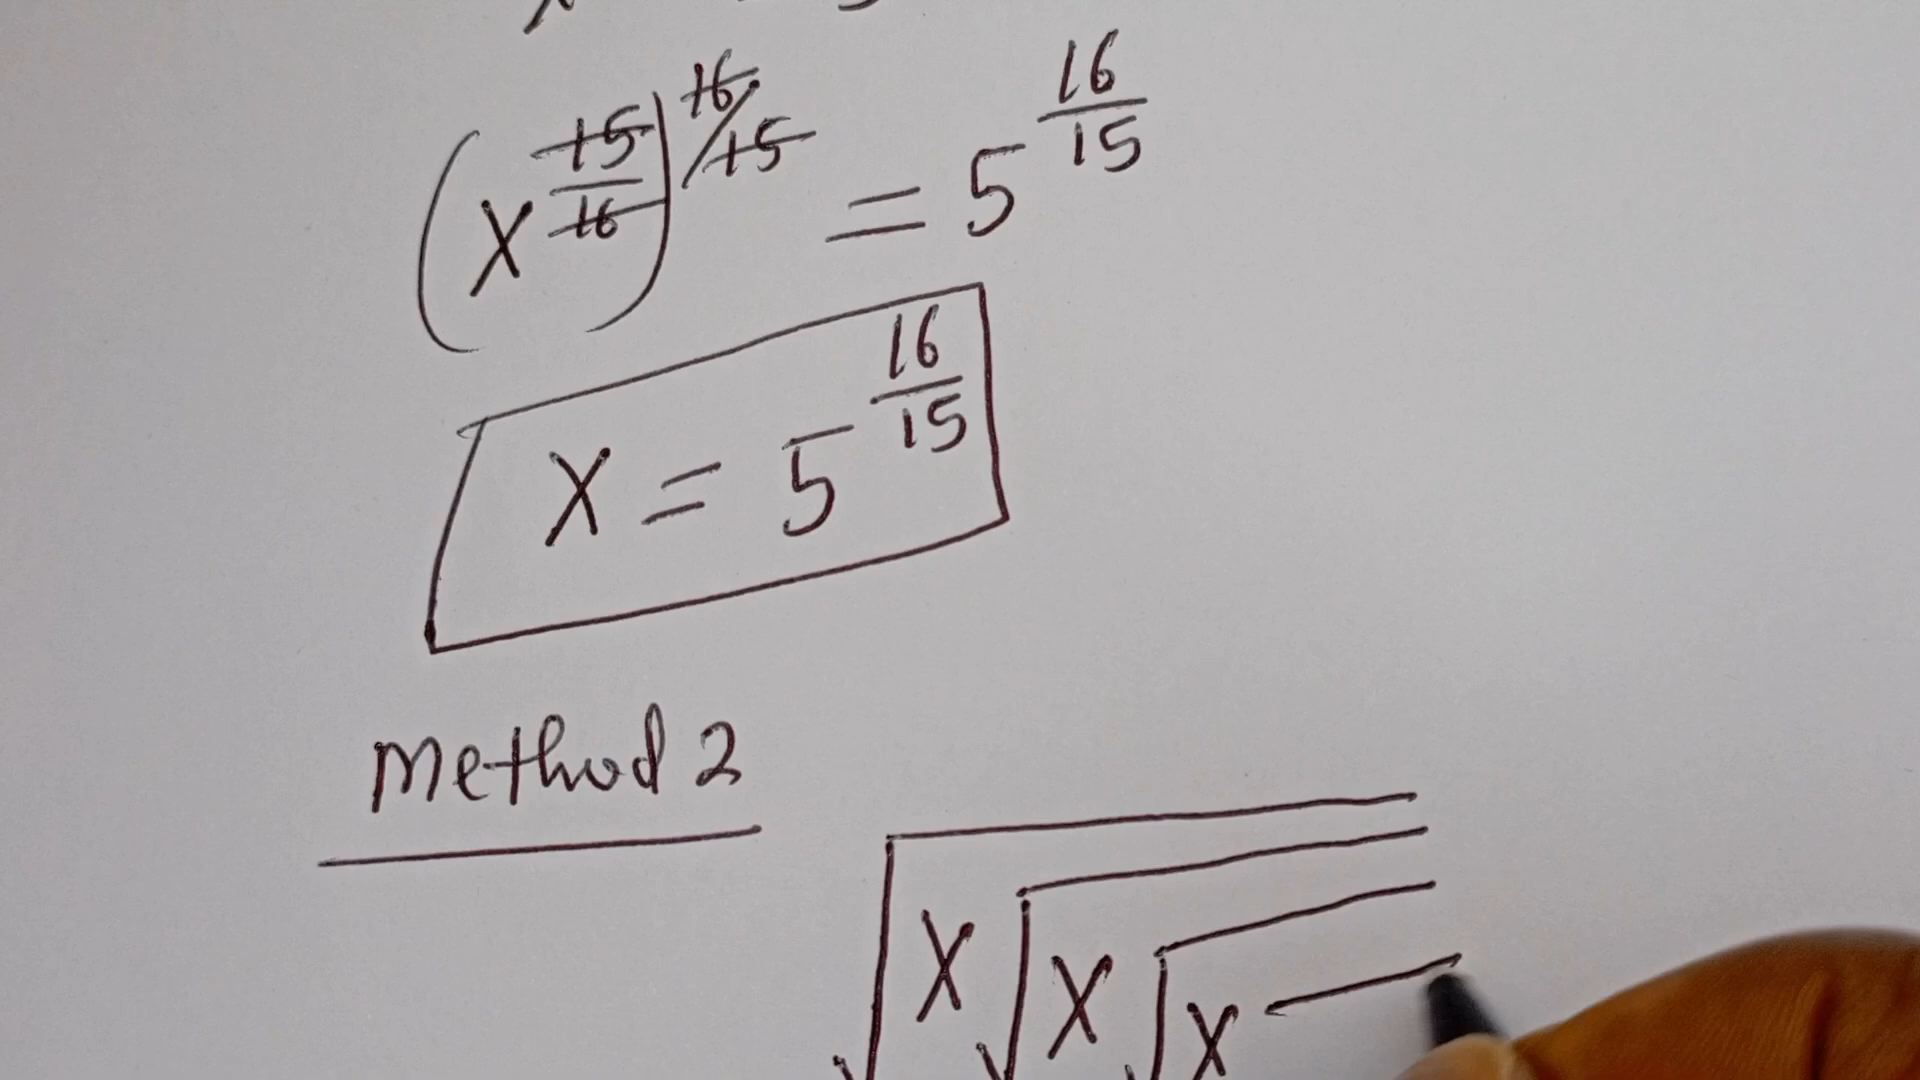 (x^(15/16))^(16/15) = 5^(16/15)
x = 5^(16/15)
Method 2
√x√x√x